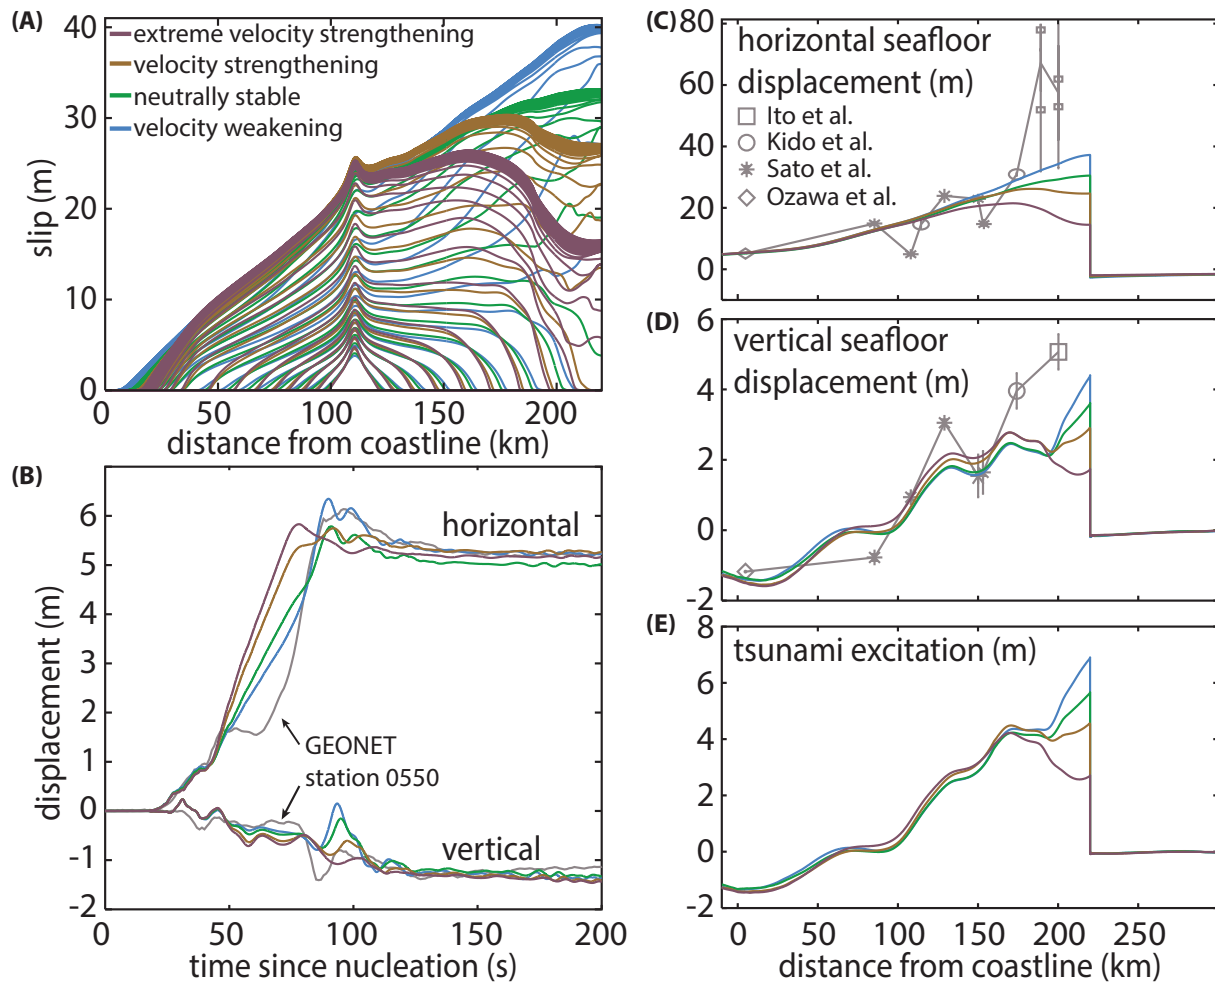 (A)
40
30
20
10
0
slip (m)
extreme velocity strengthening
velocity strengthening
neutrally stable
velocity weakening
0 50 100 150 200
distance from coastline (km)
(B)
7
6
5
4
3
2
1
0
-1
-2
displacement (m)
horizontal
GEONET
station 0550
vertical
0 50 100 150 200
time since nucleation (s)
(C)
80
60
40
20
0
horizontal seafloor
displacement (m)
Ito et al.
Kido et al.
Sato et al.
Ozawa et al.
(D)
6
4
2
0
-2
vertical seafloor
displacement (m)
(E)
8
6
4
2
0
-2
tsunami excitation (m)
0 50 100 150 200 250
distance from coastline (km)